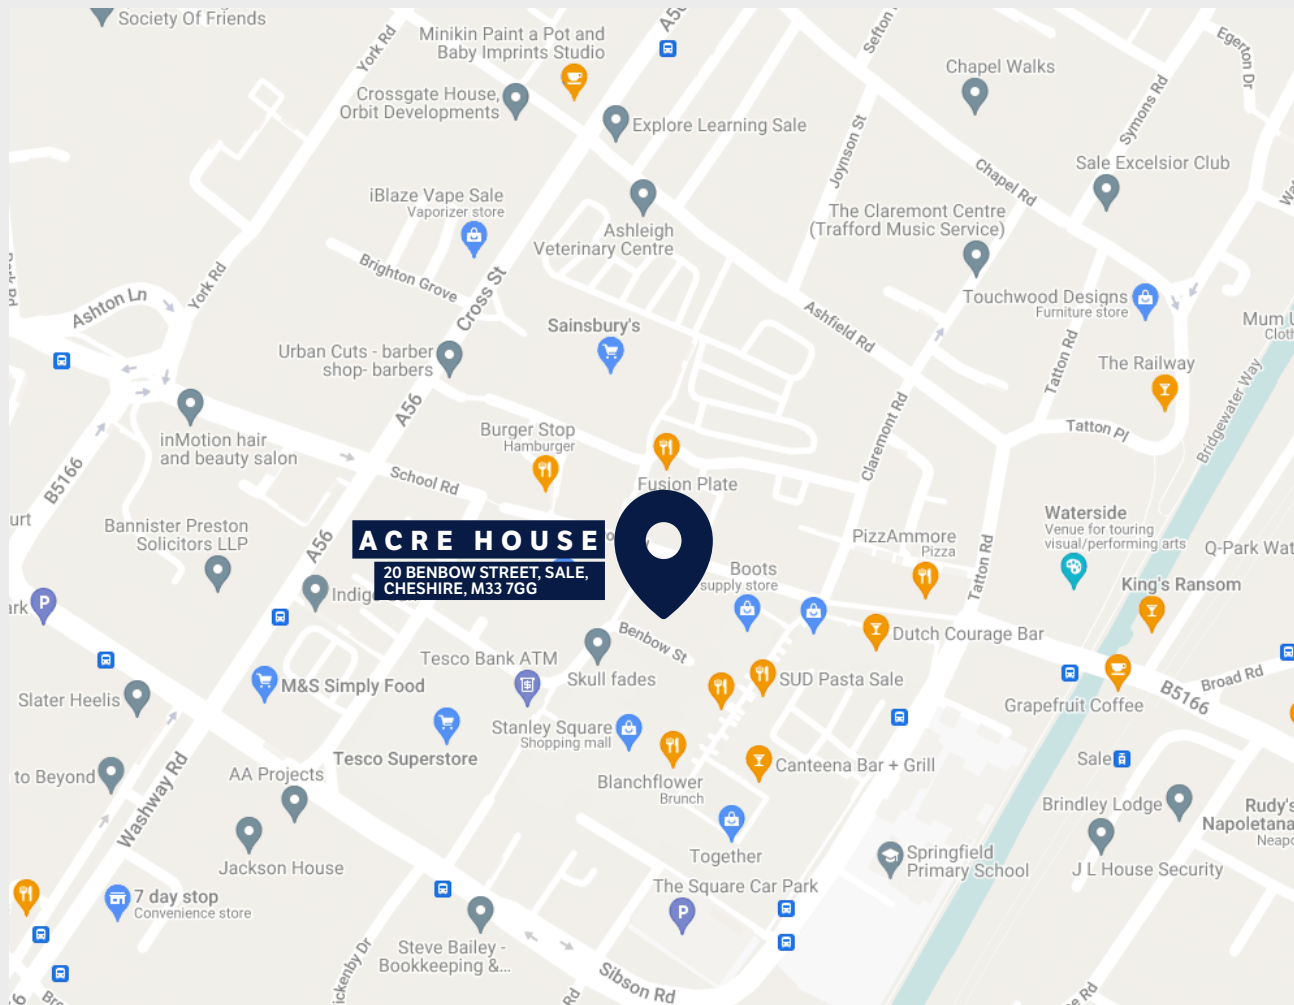 Society Of Friends
York Rd
Minikin Paint a Pot and
Baby Imprints Studio
Crossgate House,
Orbit Developments
Explore Learning Sale
Chapel Walks
Egerton Dr
Symons Rd
Joynson St
Sale Excelsior Club
Chapel Rd
iBlaze Vape Sale
Vaporizer store
Ashleigh
Veterinary Centre
The Claremont Centre
(Trafford Music Service)
Brighton Grove
York Rd
Ashton Ln
Cross St
Touchwood Designs
Furniture store
Ashfield Rd
Sainsbury's
Urban Cuts - barber
shop- barbers
Tatton Rd
The Railway
A56
inMotion hair
and beauty salon
Burger Stop
Hamburger
Claremont Rd
Tatton Pl
Bridgewater Way
B5166
School Rd
Fusion Plate
Bannister Preston
Solicitors LLP
A56
ACRE HOUSE
20 BENBOW STREET, SALE,
CHESHIRE, M33 7GG
Boots
supply store
PizzAmmore
Pizza
Tatton Rd
Waterside
Venue for touring
visual/performing arts
King's Ransom
Dutch Courage Bar
Benbow St
Skull fades
Tesco Bank ATM
M&S Simply Food
Slater Heelis
SUD Pasta Sale
Stanley Square
Shopping mall
Grapefruit Coffee
B5166
Broad Rd
Tesco Superstore
Sale
to Beyond
AA Projects
Washway Rd
Blanchflower
Brunch
Canteena Bar + Grill
Brindley Lodge
Rudy's
Napoletana
Jackson House
Together
Springfield
Primary School
J L House Security
7 day stop
Convenience store
The Square Car Park
Steve Bailey -
Bookkeeping &...
Sibson Rd